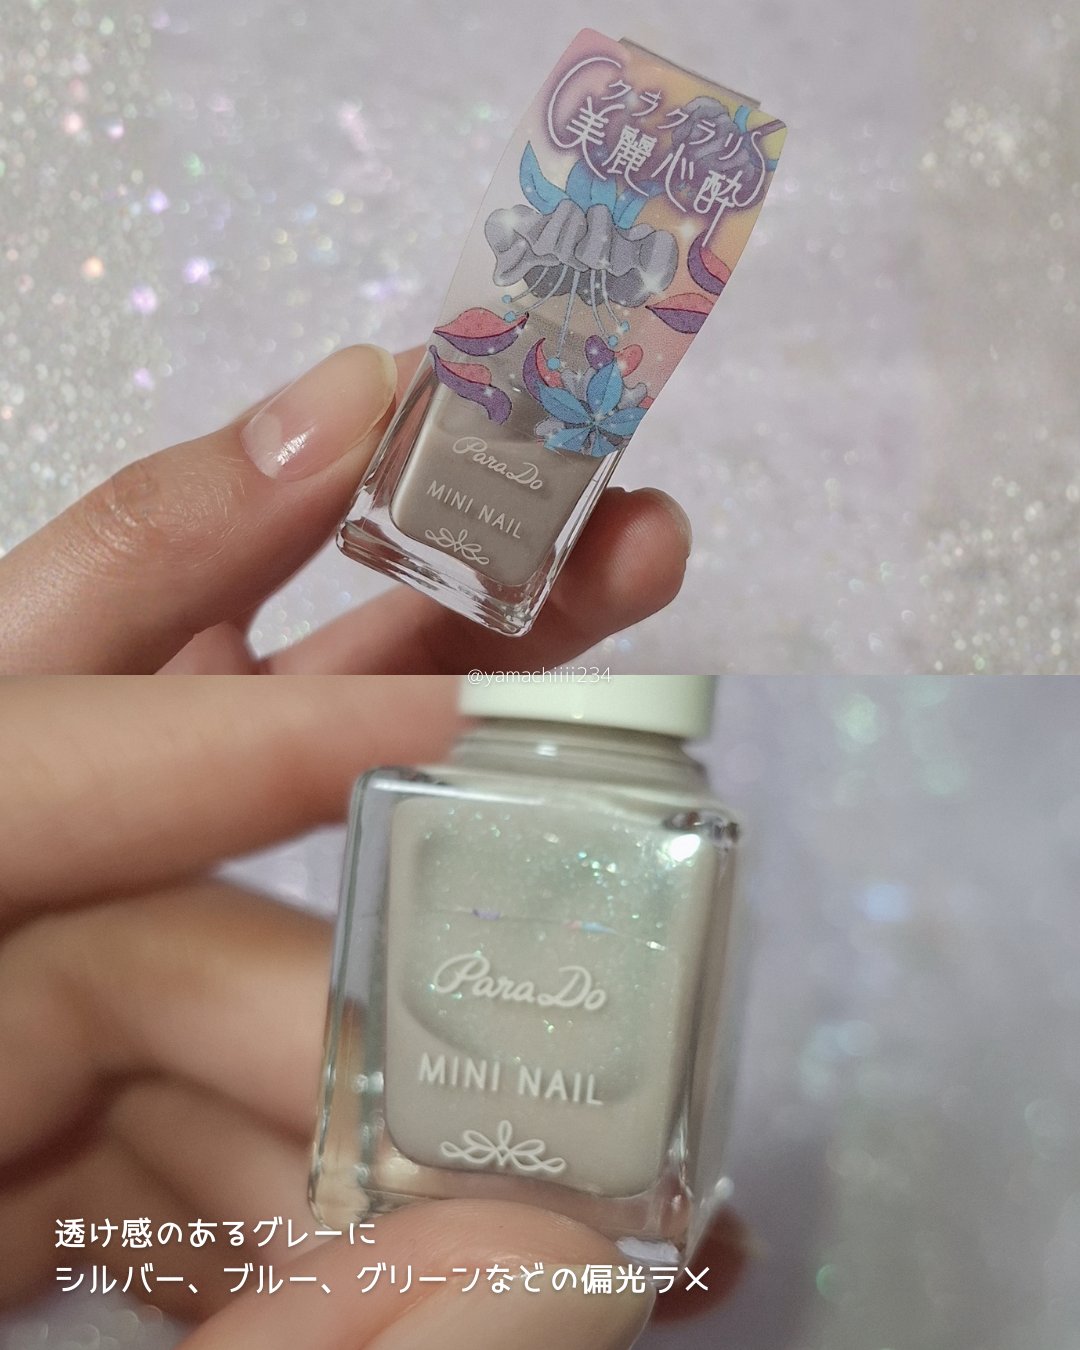 クラクラリ
美麗心酔
Para Do
MINI NAIL
@yamachiiii234
Para Do
MINI NAIL
透け感のあるグレーに
シルバー、ブルー、グリーンなどの偏光ラメ